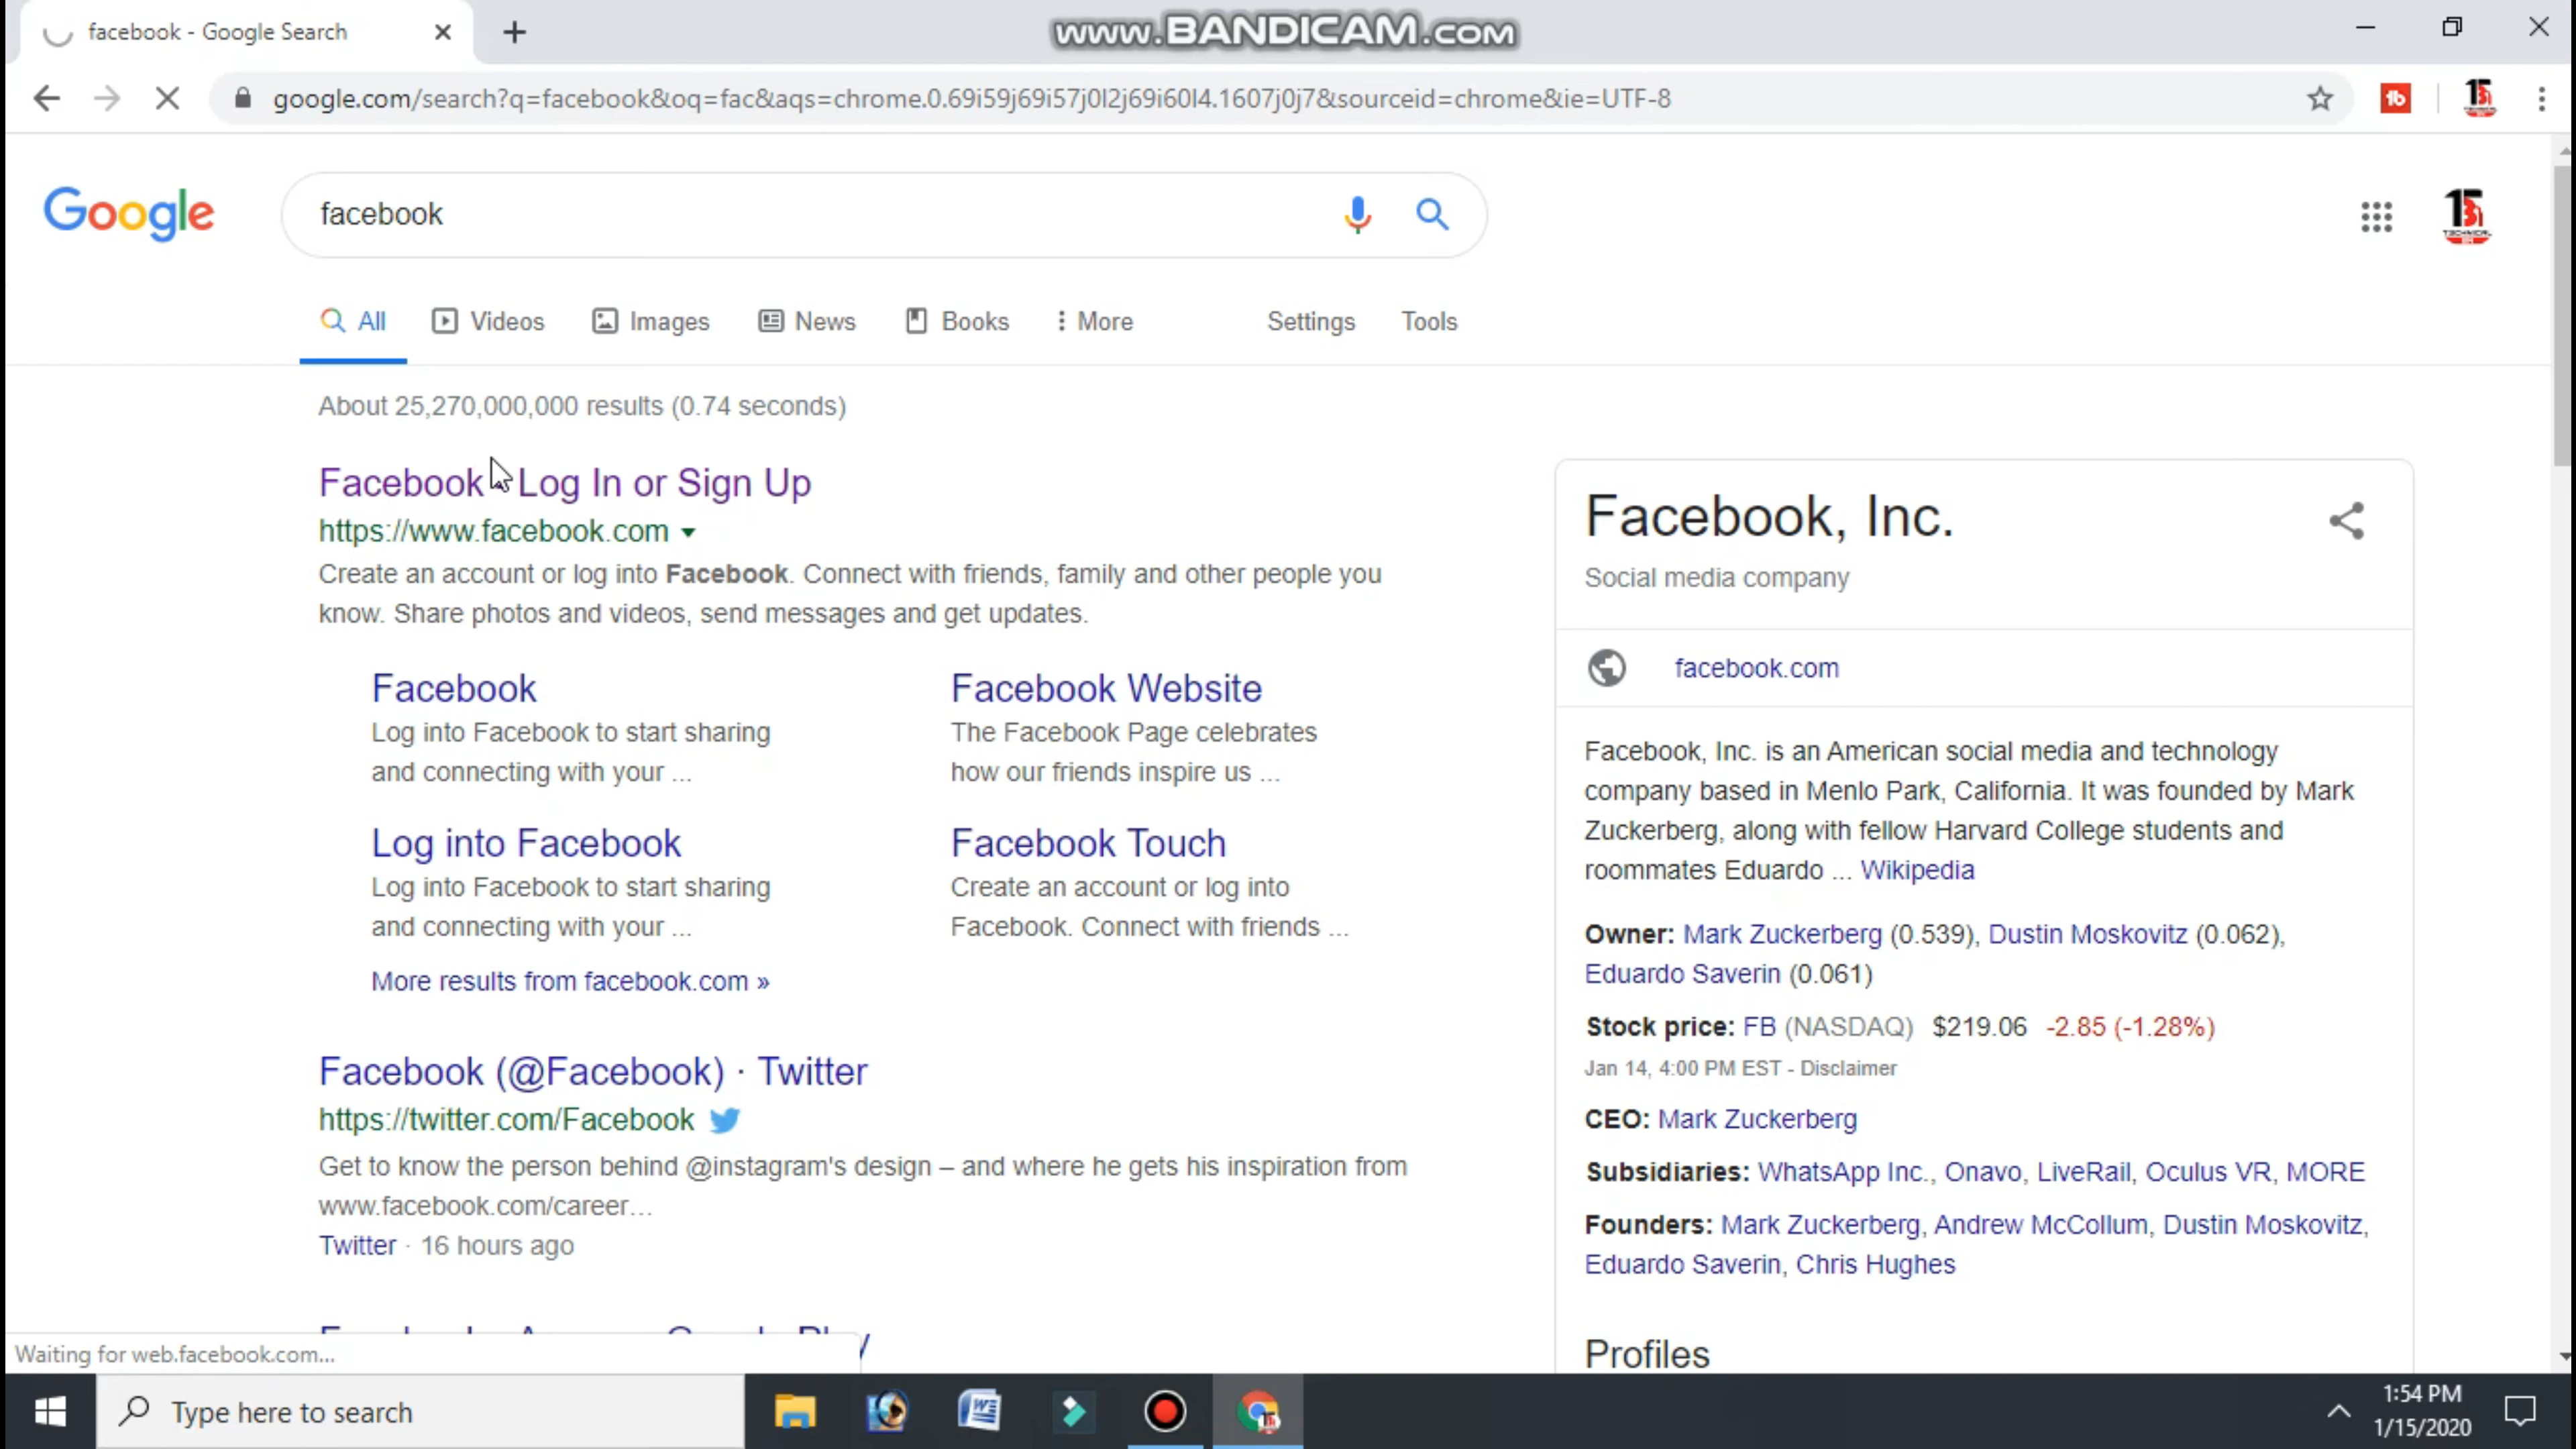 facebook - Google Search
www.BANDICAM.com
google.com/search?q=facebook&oq=fac&aqs=chrome.0.69i59j69i57j0l2j69i60l4.1607j0j7&sourceid=chrome&ie=UTF-8
Google
facebook
All
Videos
Images
News
Books
More
Settings
Tools
About 25,270,000,000 results (0.74 seconds)
Facebook Log In or Sign Up
https://www.facebook.com
Create an account or log into Facebook. Connect with friends, family and other people you
know. Share photos and videos, send messages and get updates.
Facebook
Log into Facebook to start sharing
and connecting with your ...
Facebook Website
The Facebook Page celebrates
how our friends inspire us ...
Log into Facebook
Log into Facebook to start sharing
and connecting with your ...
Facebook Touch
Create an account or log into
Facebook. Connect with friends ...
More results from facebook.com »
Facebook (@Facebook) · Twitter
https://twitter.com/Facebook
Get to know the person behind @instagram's design – and where he gets his inspiration from
www.facebook.com/career…
Twitter · 16 hours ago
Facebook, Inc.
Social media company
facebook.com
Facebook, Inc. is an American social media and technology
company based in Menlo Park, California. It was founded by Mark
Zuckerberg, along with fellow Harvard College students and
roommates Eduardo ... Wikipedia
Owner: Mark Zuckerberg (0.539), Dustin Moskovitz (0.062),
Eduardo Saverin (0.061)
Stock price: FB (NASDAQ) $219.06 -2.85 (-1.28%)
Jan 14, 4:00 PM EST - Disclaimer
CEO: Mark Zuckerberg
Subsidiaries: WhatsApp Inc., Onavo, LiveRail, Oculus VR, MORE
Founders: Mark Zuckerberg, Andrew McCollum, Dustin Moskovitz,
Eduardo Saverin, Chris Hughes
Profiles
Waiting for web.facebook.com...
Type here to search
1:54 PM
1/15/2020